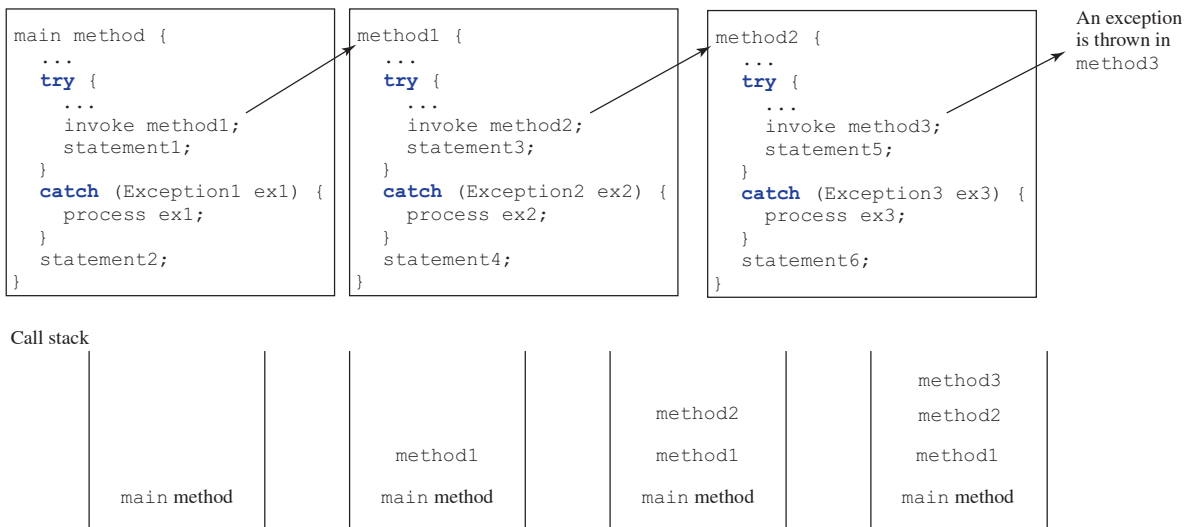 main method {
  ...
  try {
    ...
    invoke method1;
    statement1;
  }
  catch (Exception1 ex1) {
    process ex1;
  }
  statement2;
}
method1 {
  ...
  try {
    ...
    invoke method2;
    statement3;
  }
  catch (Exception2 ex2) {
    process ex2;
  }
  statement4;
}
method2 {
  ...
  try {
    ...
    invoke method3;
    statement5;
  }
  catch (Exception3 ex3) {
    process ex3;
  }
  statement6;
}
An exception
is thrown in
method3
Call stack
main method
method1
main method
method2
method1
main method
method3
method2
method1
main method